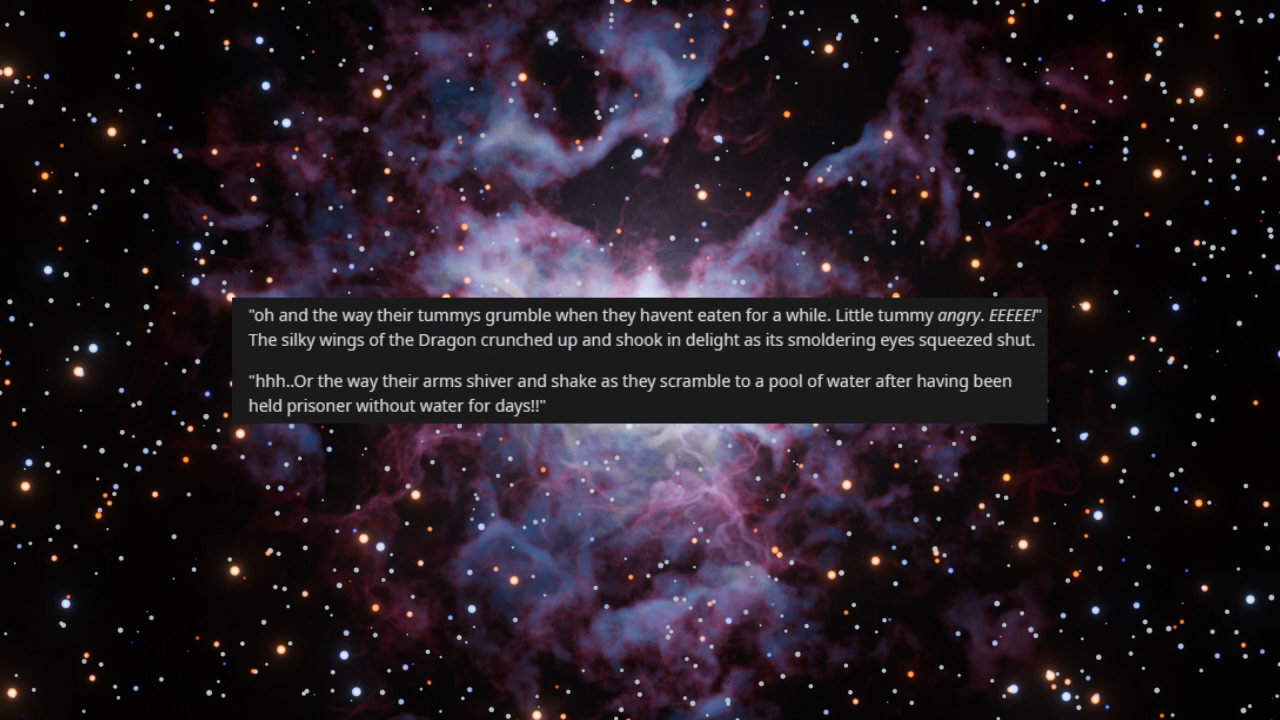 "oh and the way their tummys grumble when they havent eaten for a while. Little tummy angry. EEEEE!"
The silky wings of the Dragon crunched up and shook in delight as its smoldering eyes squeezed shut.
"hhh..Or the way their arms shiver and shake as they scramble to a pool of water after having been
held prisoner without water for days!!"